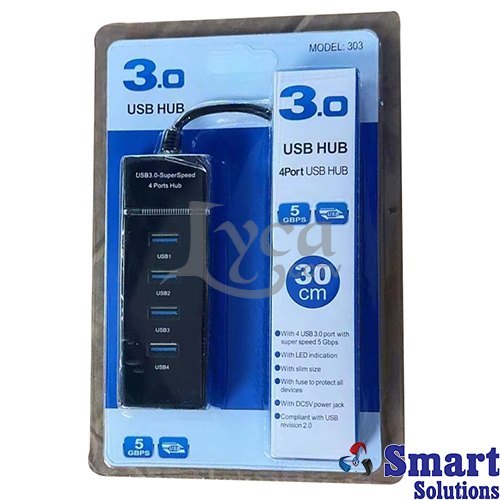 MODEL: 303
3.0
USB HUB
USB3.0-SuperSpeed
4 Ports Hub
USB1
USB2
USB3
USB4
5
GBPS
USB
3.0
USB HUB
4Port USB HUB
5
GBPS
USB
30
cm
With 4 USB 3.0 port with
super speed 5 Gbps
With LED indication
With slim size
With fuse to protect all
devices
With DC5V power jack
Compliant with USB
revision 2.0
Lyca
Smart
Solutions